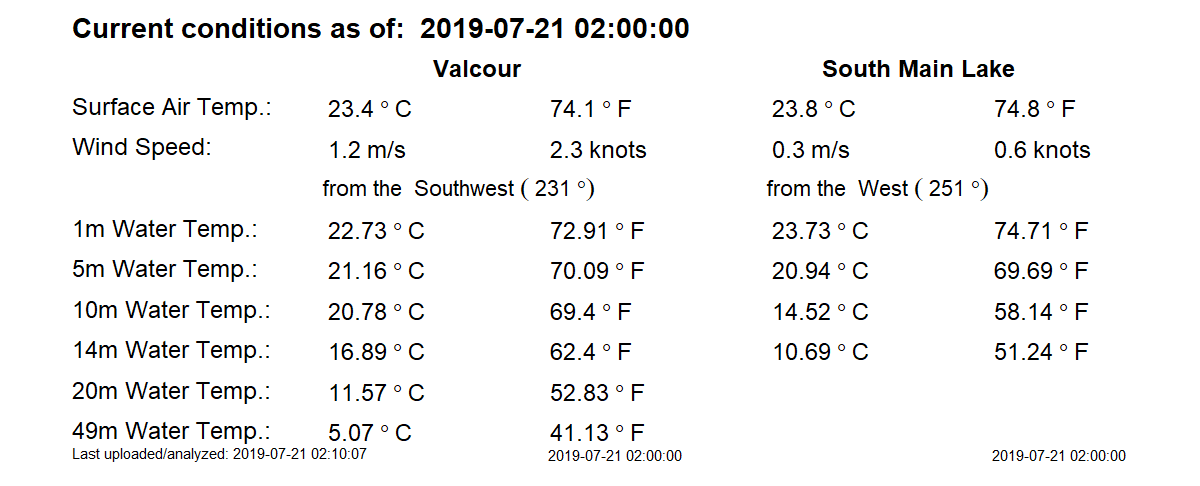 Current conditions as of: 2019-07-21 02:00:00
Valcour South Main Lake
Surface Air Temp.: 23.4 ° C 74.1 ° F 23.8 ° C 74.8 ° F
Wind Speed: 1.2 m/s 2.3 knots 0.3 m/s 0.6 knots
from the Southwest ( 231 °) from the West ( 251 °)
1m Water Temp.: 22.73 ° C 72.91 ° F 23.73 ° C 74.71 ° F
5m Water Temp.: 21.16 ° C 70.09 ° F 20.94 ° C 69.69 ° F
10m Water Temp.: 20.78 ° C 69.4 ° F 14.52 ° C 58.14 ° F
14m Water Temp.: 16.89 ° C 62.4 ° F 10.69 ° C 51.24 ° F
20m Water Temp.: 11.57 ° C 52.83 ° F
49m Water Temp.: 5.07 ° C 41.13 ° F
Last uploaded/analyzed: 2019-07-21 02:10:07 2019-07-21 02:00:00 2019-07-21 02:00:00